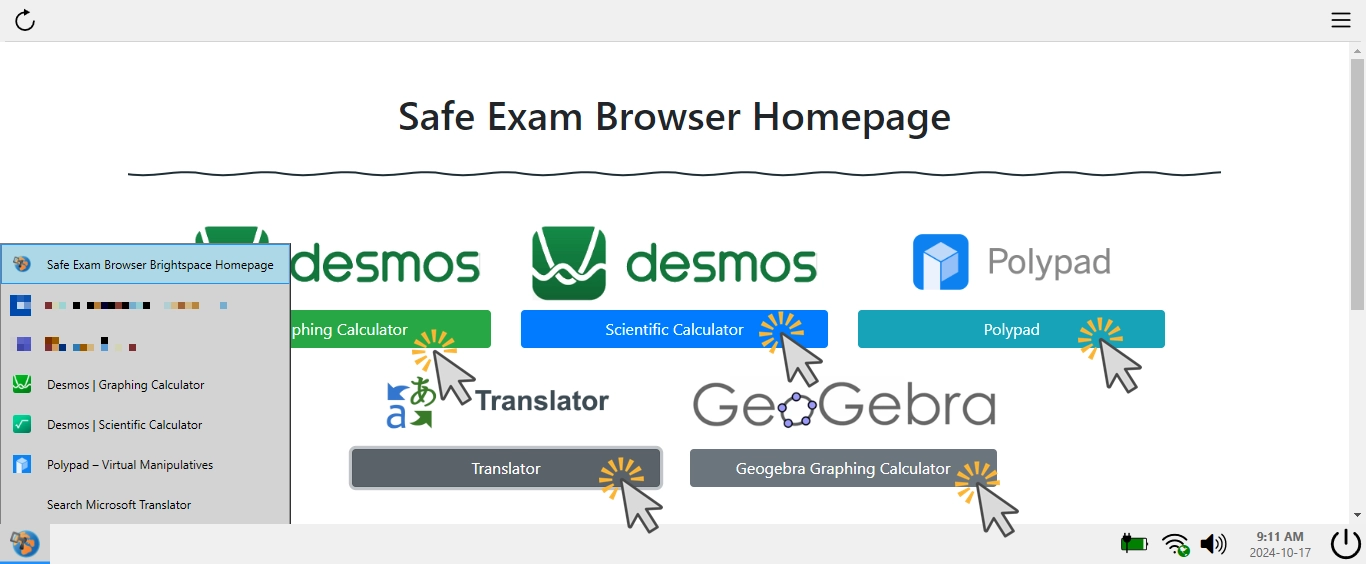 Safe Exam Browser Homepage
desmos
desmos
Polypad
phing Calculator
Scientific Calculator
Polypad
あ
a
Translator
GeoGebra
Translator
Geogebra Graphing Calculator
Safe Exam Browser Brightspace Homepage
Desmos | Graphing Calculator
Desmos | Scientific Calculator
Polypad – Virtual Manipulatives
Search Microsoft Translator
9:11 AM
2024-10-17